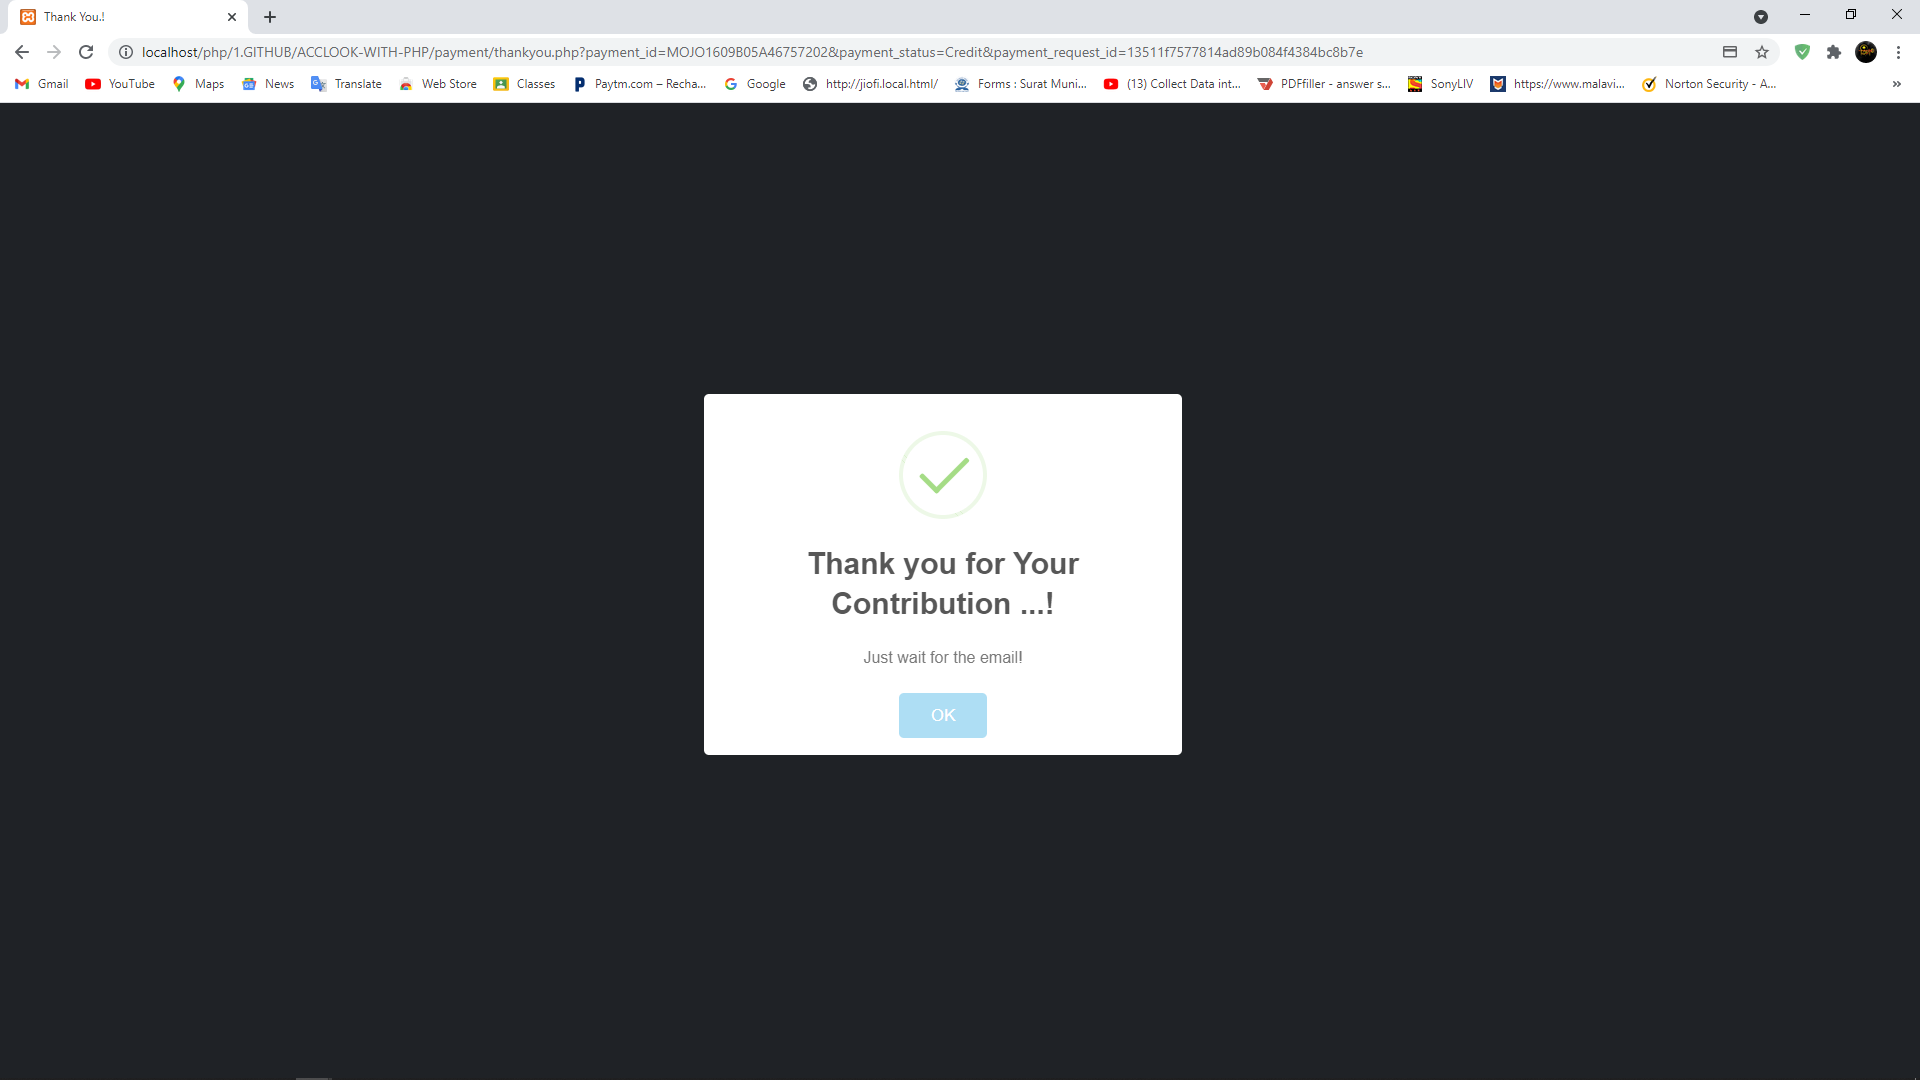 Thank You.!
localhost/php/1.GITHUB/ACCLOOK-WITH-PHP/payment/thankyou.php?payment_id=MOJO1609B05A46757202&payment_status=Credit&payment_request_id=13511f7577814ad89b084f4384bc8b7e
Gmail YouTube Maps News Translate Web Store Classes Paytm.com – Recha... Google http://jiofi.local.html/ Forms : Surat Muni... (13) Collect Data int... PDFfiller - answer s... SonyLIV https://www.malavi... Norton Security - A... »
Thank you for Your
Contribution ...!
Just wait for the email!
OK